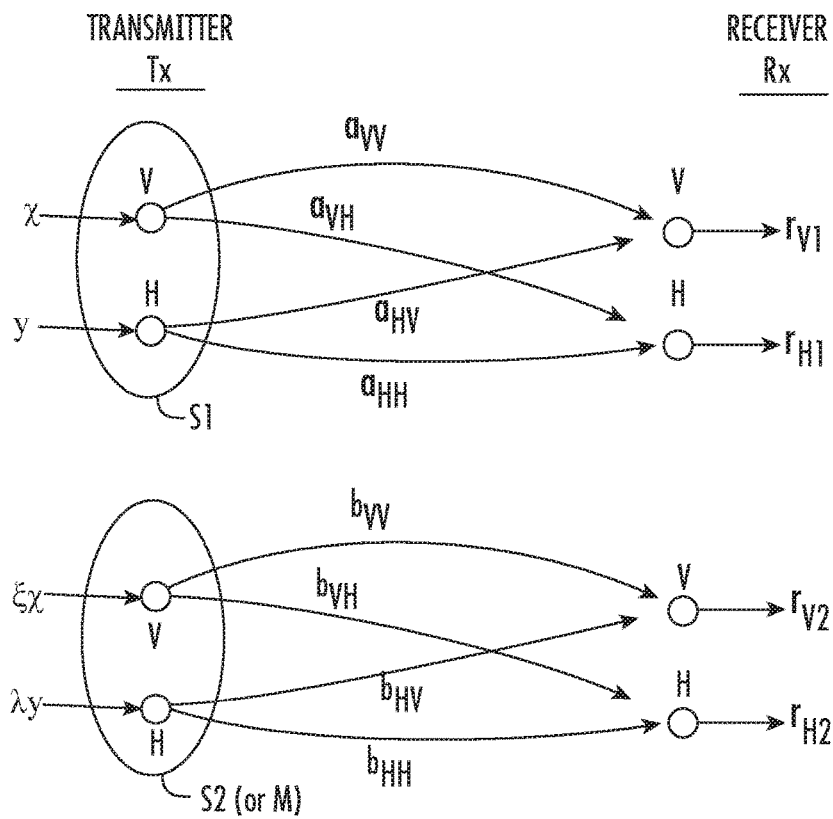 TRANSMITTER
Tx
RECEIVER
Rx
V
χ
H
y
S1
a_VV
a_VH
a_HV
a_HH
V
r_V1
H
r_H1
ξχ
V
λy
H
S2 (or M)
b_VV
b_VH
b_HV
b_HH
V
r_V2
H
r_H2